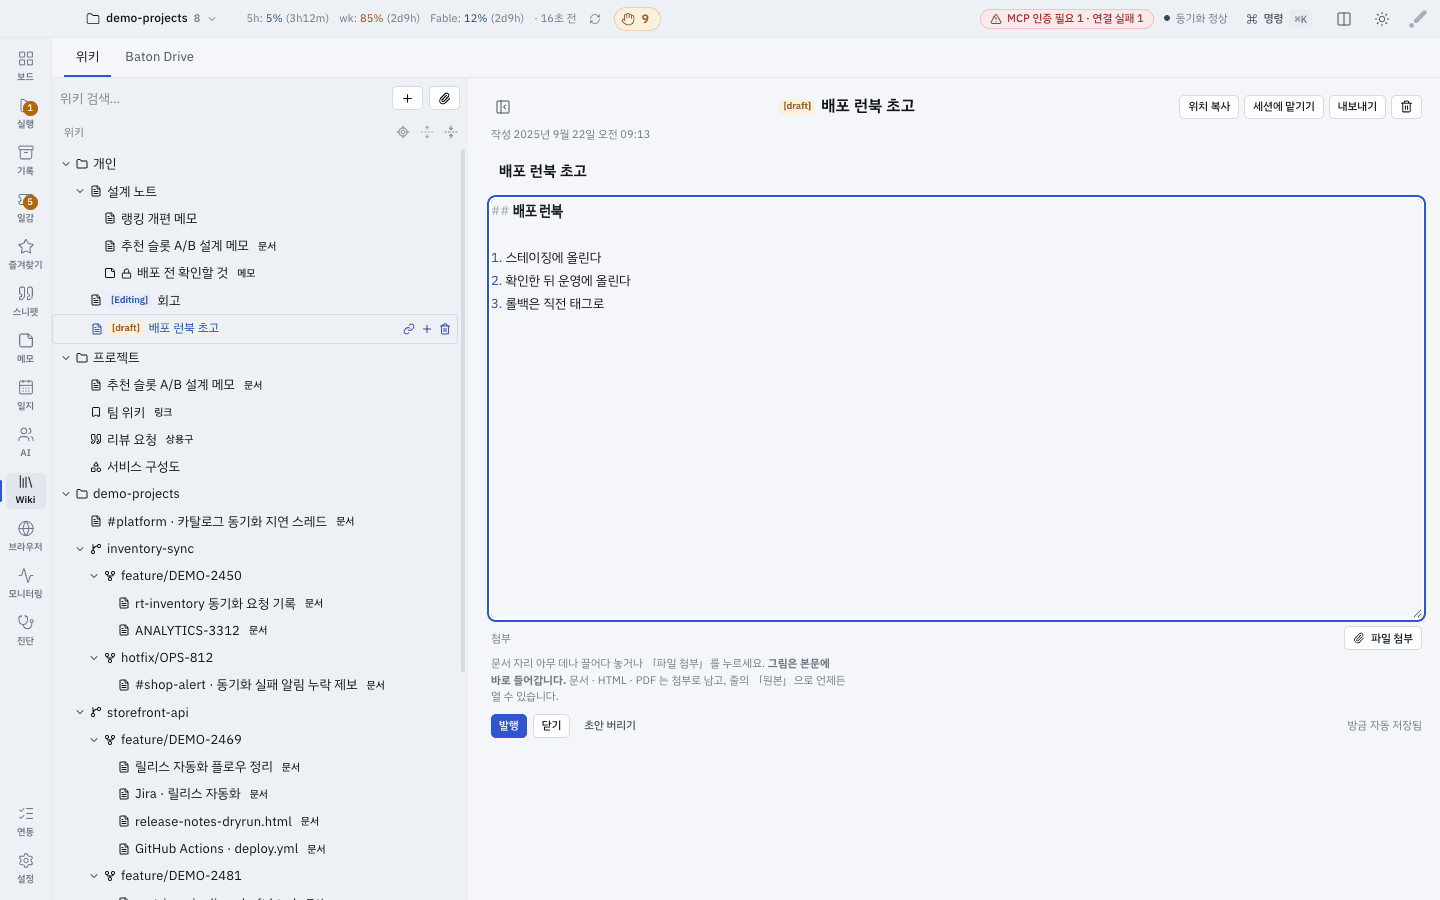 demo-projects 8
5h: 5% (3h12m) wk: 85% (2d9h) Fable: 12% (2d9h) · 16초 전
9
MCP 인증 필요 1 · 연결 실패 1
동기화 정상
⌘ 명령 ⌘K
보드
1
실행
기록
5
일감
즐겨찾기
스니펫
메모
일지
AI
Wiki
브라우저
모니터링
진단
연동
설정
위키
Baton Drive
위키 검색...
위키
개인
설계 노트
랭킹 개편 메모
추천 슬롯 A/B 설계 메모 문서
배포 전 확인할 것 메모
[Editing] 회고
[draft] 배포 런북 초고
프로젝트
추천 슬롯 A/B 설계 메모 문서
팀 위키 링크
리뷰 요청 상용구
서비스 구성도
demo-projects
#platform · 카탈로그 동기화 지연 스레드 문서
inventory-sync
feature/DEMO-2450
rt-inventory 동기화 요청 기록 문서
ANALYTICS-3312 문서
hotfix/OPS-812
#shop-alert · 동기화 실패 알림 누락 제보 문서
storefront-api
feature/DEMO-2469
릴리스 자동화 플로우 정리 문서
Jira · 릴리스 자동화 문서
release-notes-dryrun.html 문서
GitHub Actions · deploy.yml 문서
feature/DEMO-2481
[draft] 배포 런북 초고
위치 복사
세션에 맡기기
내보내기
작성 2025년 9월 22일 오전 09:13
배포 런북 초고
## 배포 런북
1. 스테이징에 올린다
2. 확인한 뒤 운영에 올린다
3. 롤백은 직전 태그로
첨부
파일 첨부
문서 자리 아무 데나 끌어다 놓거나 「파일 첨부」를 누르세요. 그림은 본문에
바로 들어갑니다. 문서 · HTML · PDF 는 첨부로 남고, 줄의 「원본」으로 언제든
열 수 있습니다.
발행
닫기
초안 버리기
방금 자동 저장됨